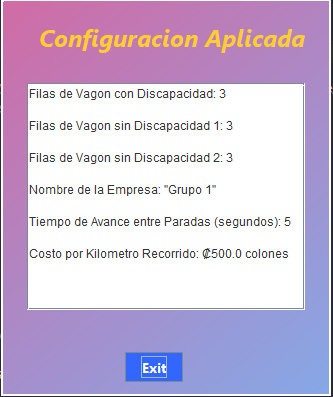 Configuracion Aplicada
Filas de Vagon con Discapacidad: 3
Filas de Vagon sin Discapacidad 1: 3
Filas de Vagon sin Discapacidad 2: 3
Nombre de la Empresa: "Grupo 1"
Tiempo de Avance entre Paradas (segundos): 5
Costo por Kilometro Recorrido: ₡500.0 colones
Exit